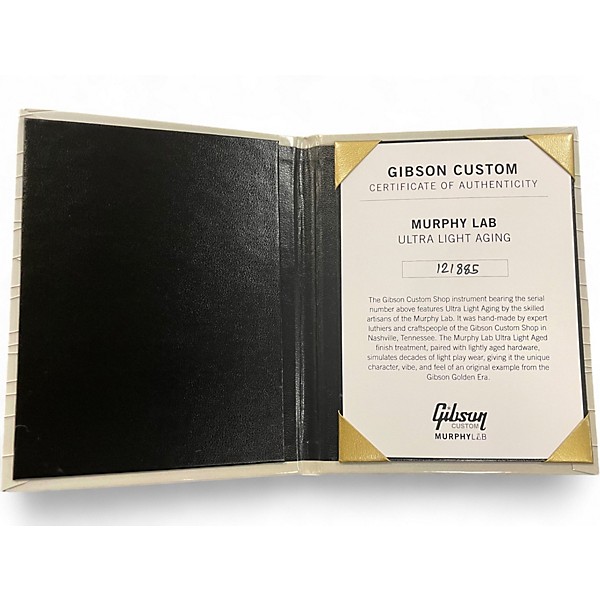 GIBSON CUSTOM
CERTIFICATE OF AUTHENTICITY
MURPHY LAB
ULTRA LIGHT AGING
121885
The Gibson Custom Shop instrument bearing the serial
number above features Ultra Light Aging by the skilled
artisans of the Murphy Lab. It was hand-made by expert
luthiers and craftspeople of the Gibson Custom Shop in
Nashville, Tennessee. The Murphy Lab Ultra Light Aged
finish treatment, paired with lightly aged hardware,
simulates decades of light play wear, giving it the unique
character, vibe, and feel of an original example from the
Gibson Golden Era.
Gibson
CUSTOM
MURPHYLAB